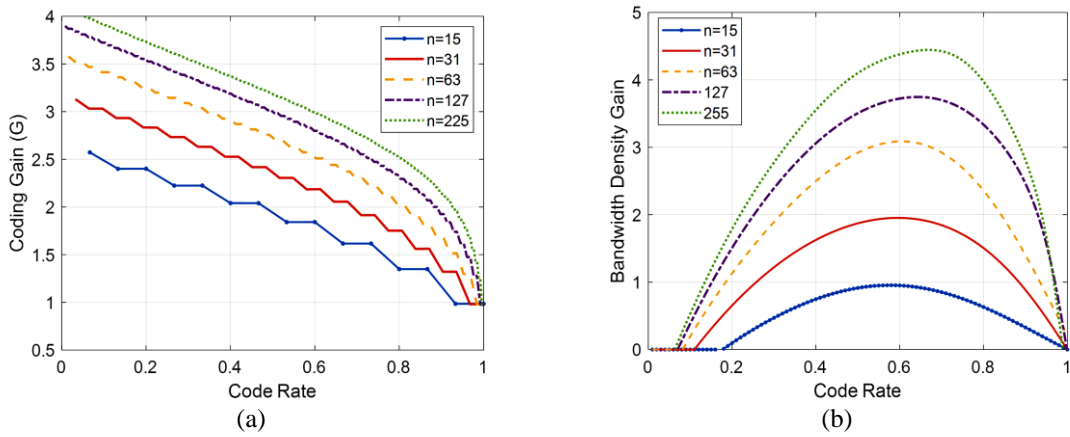 4
3.5
3
2.5
2
1.5
1
0.5
0
0.2
0.4
0.6
0.8
1
Coding Gain (G)
Code Rate
n=15
n=31
n=63
n=127
n=225
(a)
5
4
3
2
1
0
0
0.2
0.4
0.6
0.8
1
Bandwidth Density Gain
Code Rate
n=15
n=31
n=63
127
255
(b)